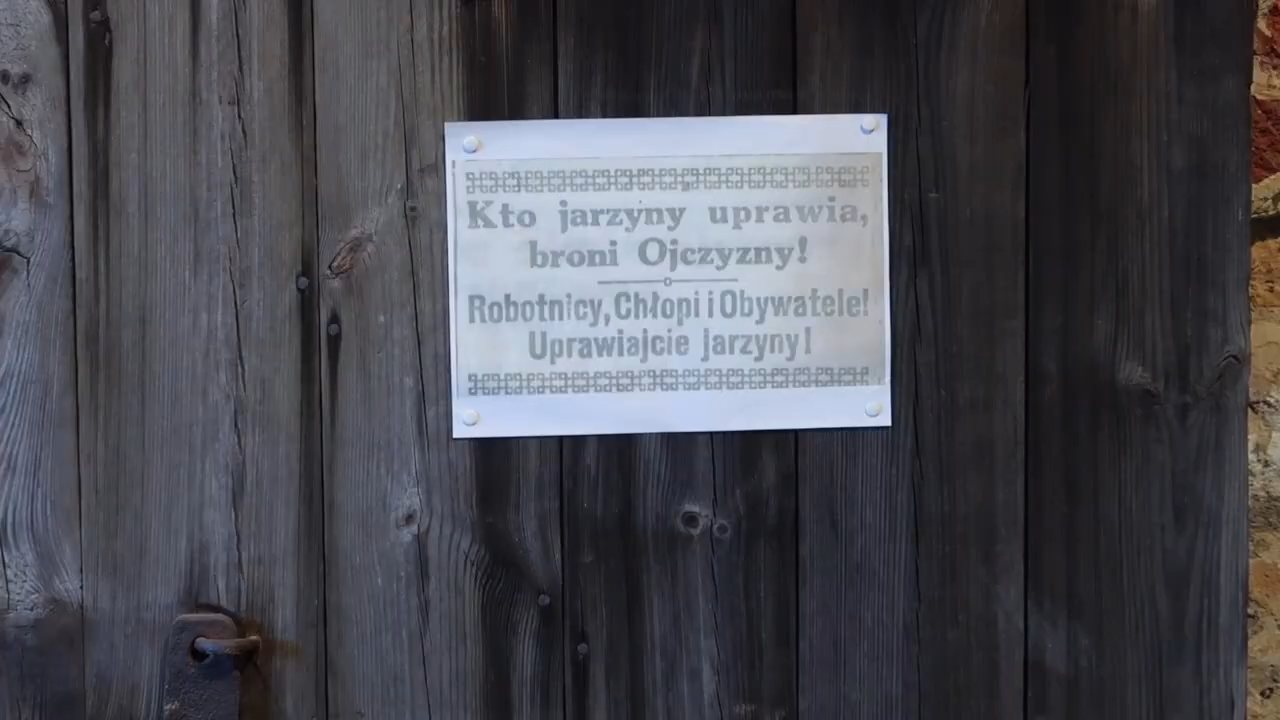 Kto jarzyny uprawia,
broni Ojczyzny!
Robotnicy, Chłopi i Obywatele!
Uprawiajcie jarzyny!